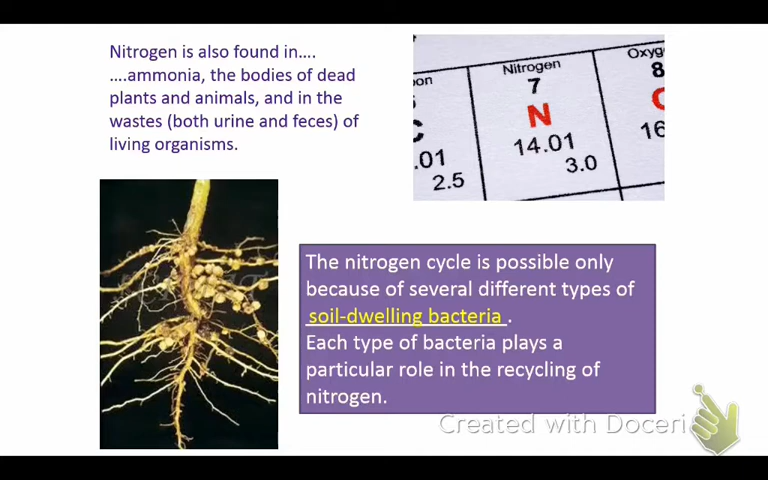 Nitrogen is also found in….
….ammonia, the bodies of dead
plants and animals, and in the
wastes (both urine and feces) of
living organisms.
Nitrogen
7
N
14.01
3.0
on
C
.01
2.5
Oxyg
8
16
The nitrogen cycle is possible only
because of several different types of
soil-dwelling bacteria.
Each type of bacteria plays a
particular role in the recycling of
nitrogen.
Created with Doceri